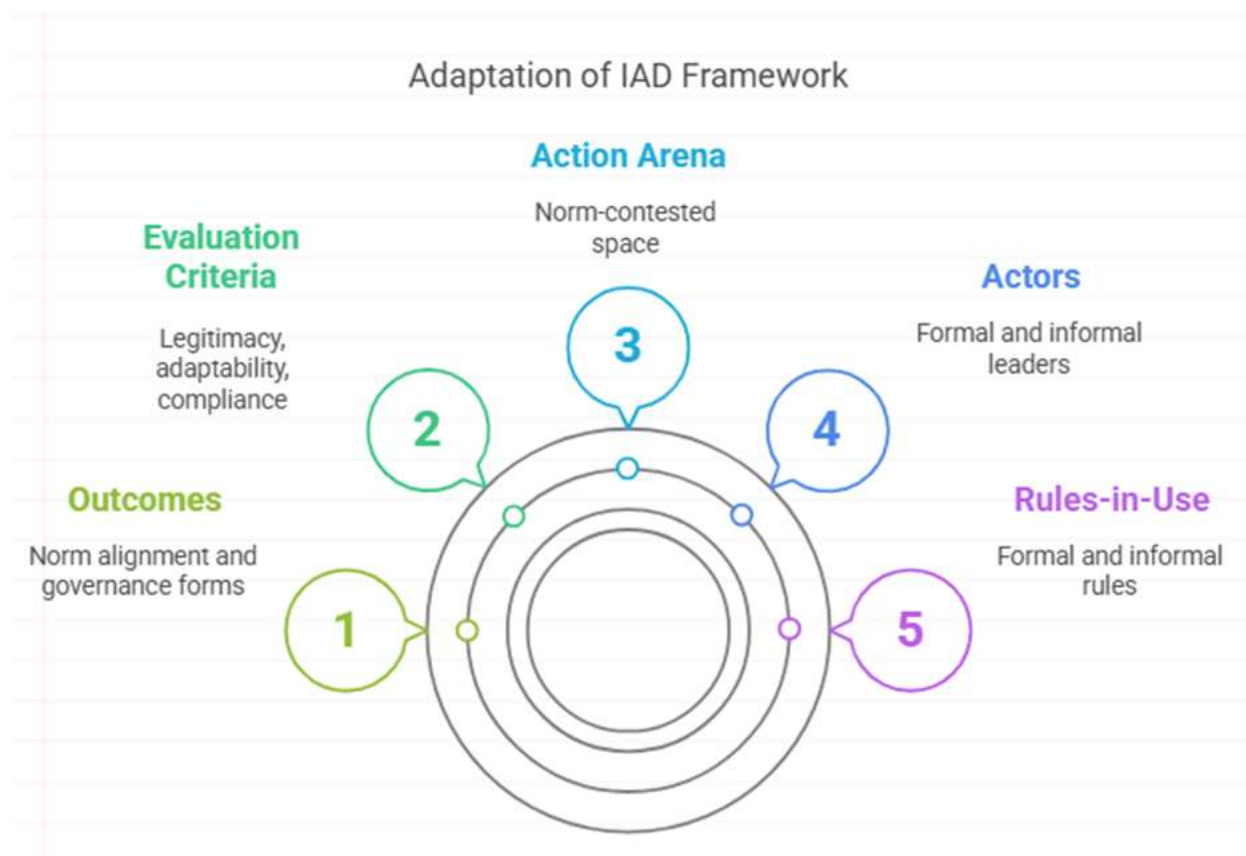 Adaptation of IAD Framework
Action Arena
Norm-contested
space
3
Evaluation
Criteria
Legitimacy,
adaptability,
compliance
2
Actors
Formal and informal
leaders
4
Outcomes
Norm alignment and
governance forms
1
Rules-in-Use
Formal and informal
rules
5